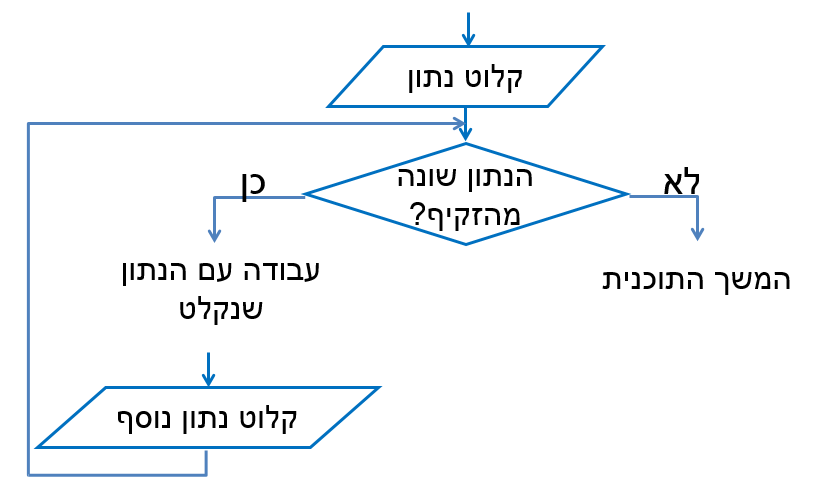 קלוט נתון
הנתון שונה
מהזקיף?
כן
לא
עבודה עם הנתון
שנקלט
המשך התוכנית
קלוט נתון נוסף